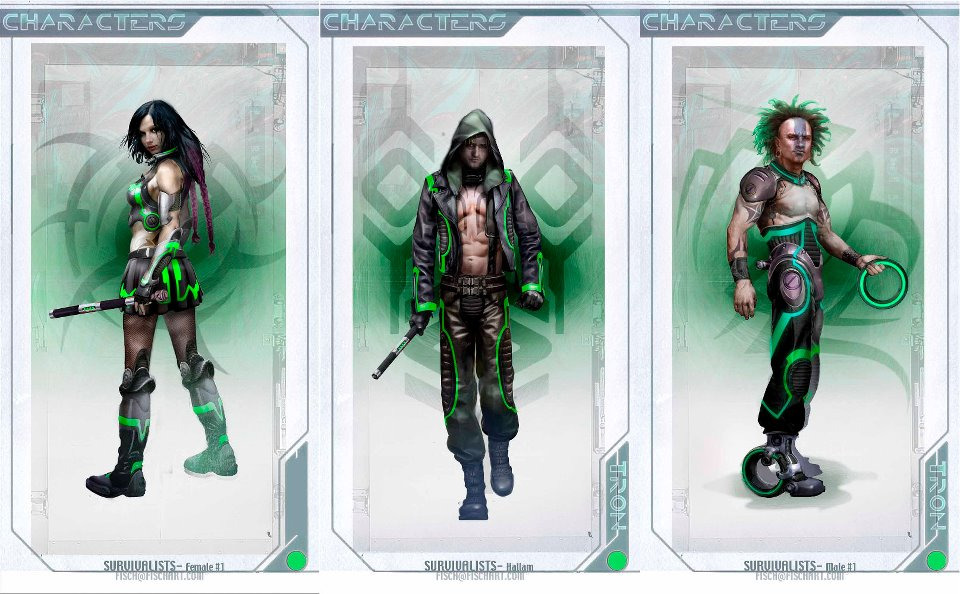 CHARACTERS
SURVIVALISTS- Female #1
FISCH@FISCHART.COM
CHARACTERS
TRON
SURVIVALISTS- Hallam
FISCH@FISCHART.COM
CHARACTERS
TRON
SURVIVALISTS- Male #1
FISCH@FISCHART.COM